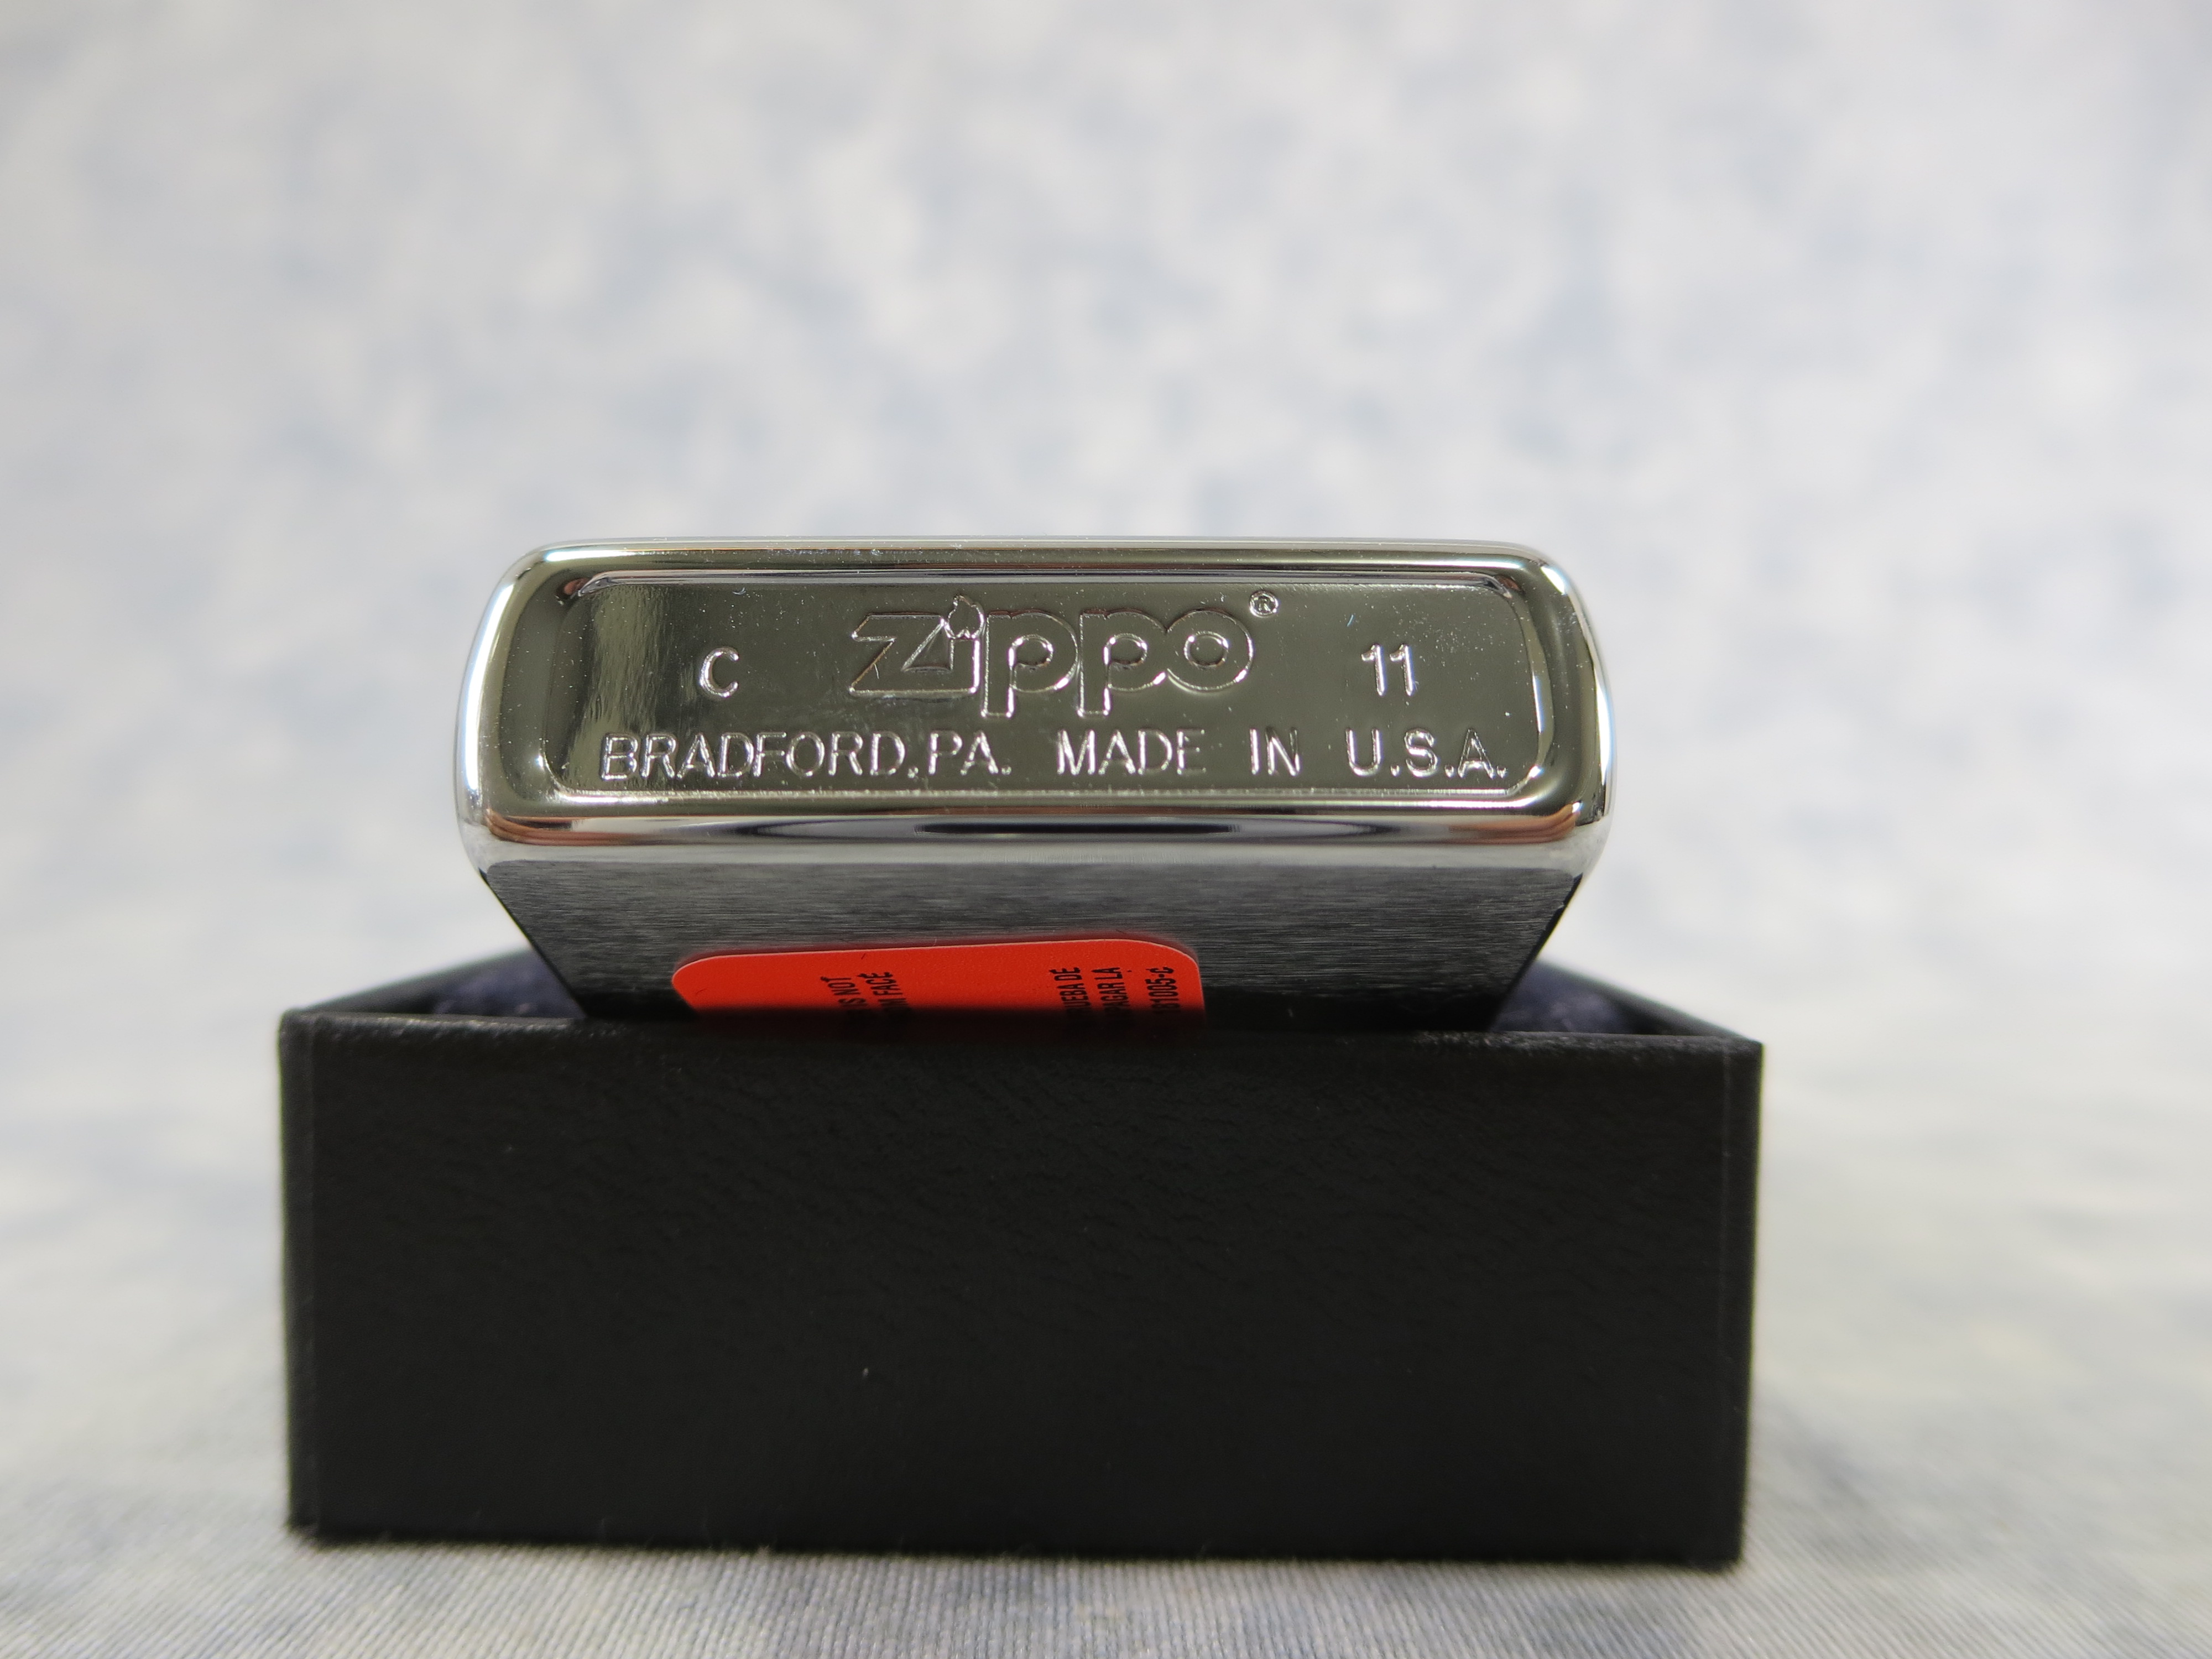 C zippo® 11
BRADFORD,PA. MADE IN U.S.A.